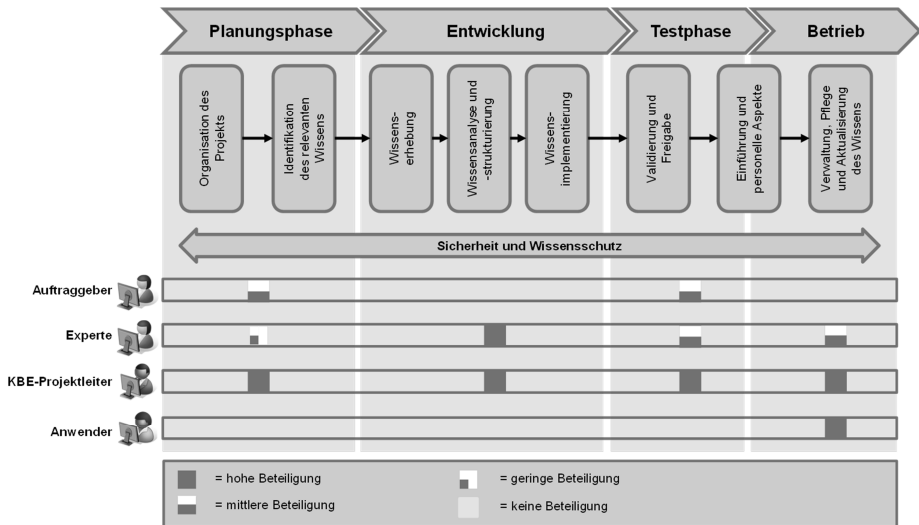 Planungsphase
Entwicklung
Testphase
Betrieb
Organisation des
Projekts
Identifikation
des relevanten
Wissens
Wissens-
erhebung
Wissensanalyse und
-strukturierung
Wissens-
implementierung
Validierung und
Freigabe
Einführung und
personelle Aspekte
Verwaltung, Pflege
und Aktualisierung
des Wissens
Sicherheit und Wissensschutz
Auftraggeber
Experte
KBE-Projektleiter
Anwender
= hohe Beteiligung
= geringe Beteiligung
= mittlere Beteiligung
= keine Beteiligung